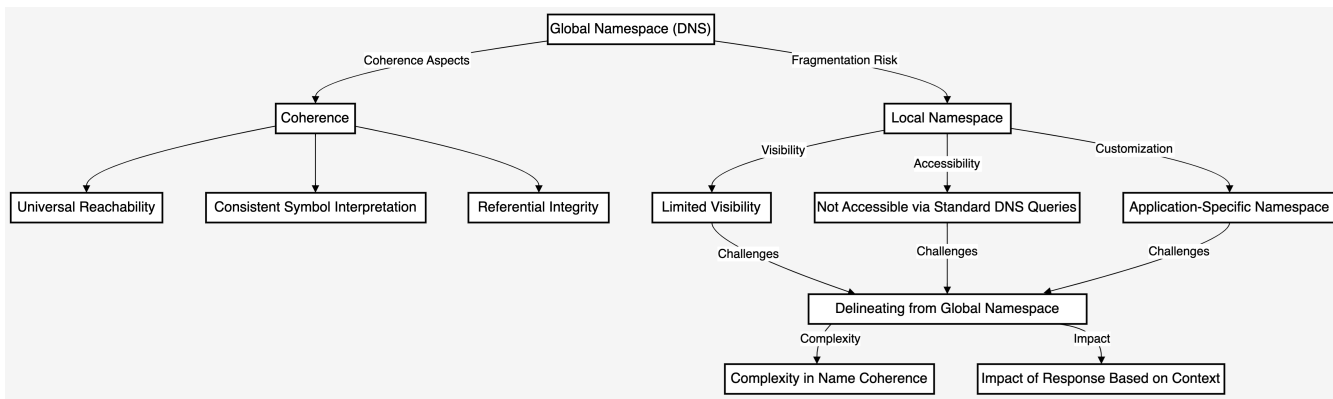 Global Namespace (DNS)
Coherence Aspects
Fragmentation Risk
Coherence
Local Namespace
Visibility
Accessibility
Customization
Universal Reachability
Consistent Symbol Interpretation
Referential Integrity
Limited Visibility
Not Accessible via Standard DNS Queries
Application-Specific Namespace
Challenges
Challenges
Challenges
Delineating from Global Namespace
Complexity
Impact
Complexity in Name Coherence
Impact of Response Based on Context